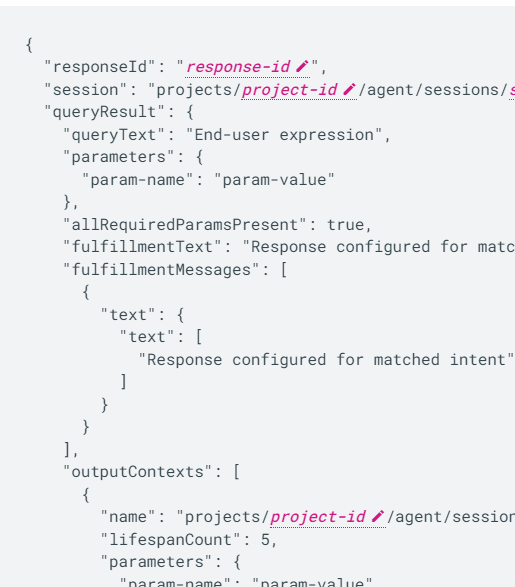 {
"responseId": "response-id",
"session": "projects/project-id/agent/sessions/s
"queryResult": {
"queryText": "End-user expression",
"parameters": {
"param-name": "param-value"
},
"allRequiredParamsPresent": true,
"fulfillmentText": "Response configured for matc
"fulfillmentMessages": [
{
"text": {
"text": [
"Response configured for matched intent"
]
}
}
],
"outputContexts": [
{
"name": "projects/project-id/agent/session
"lifespanCount": 5,
"parameters": {
"param-name": "param-value"